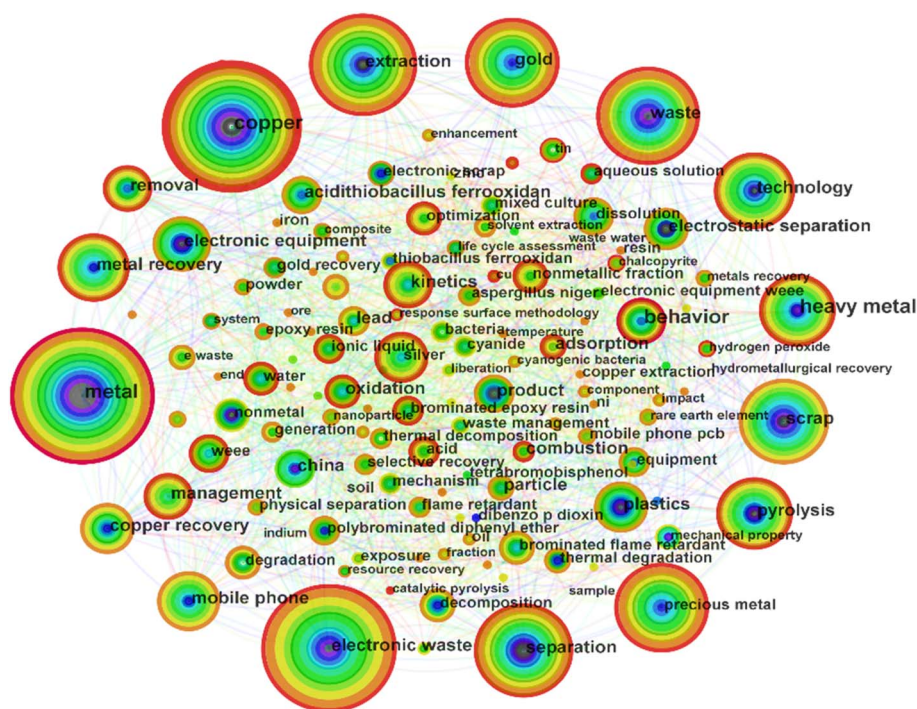 extraction
gold
copper
waste
enhancement
tin
electronic scrap
zinc
aqueous solution
removal
acidithiobacillus ferrooxidan
technology
mixed culture
optimization
dissolution
iron
composite
solvent extraction
electrostatic separation
electronic equipment
waste water
life cycle assessment
resin
thiobacillus ferrooxidan
chalcopyrite
metal recovery
gold recovery
cu
nonmetallic fraction
metals recovery
kinetics
powder
aspergillus niger
electronic equipment weee
heavy metal
ore
response surface methodology
behavior
system
lead
epoxy resin
bacteria
temperature
ionic liquid
cyanide
adsorption
hydrogen peroxide
e waste
silver
cyanogenic bacteria
liberation
copper extraction
hydrometallurgical recovery
end
water
metal
oxidation
product
component
impact
ni
nonmetal
nanoparticle
brominated epoxy resin
rare earth element
scrap
generation
waste management
thermal decomposition
mobile phone pcb
weee
acid
combustion
china
selective recovery
equipment
tetrabromobisphenol
mechanism
soil
particle
management
physical separation
flame retardant
plastics
pyrolysis
dibenzo p dioxin
copper recovery
indium
polybrominated diphenyl ether
oil
mechanical property
brominated flame retardant
fraction
degradation
exposure
thermal degradation
resource recovery
catalytic pyrolysis
sample
mobile phone
decomposition
precious metal
electronic waste
separation